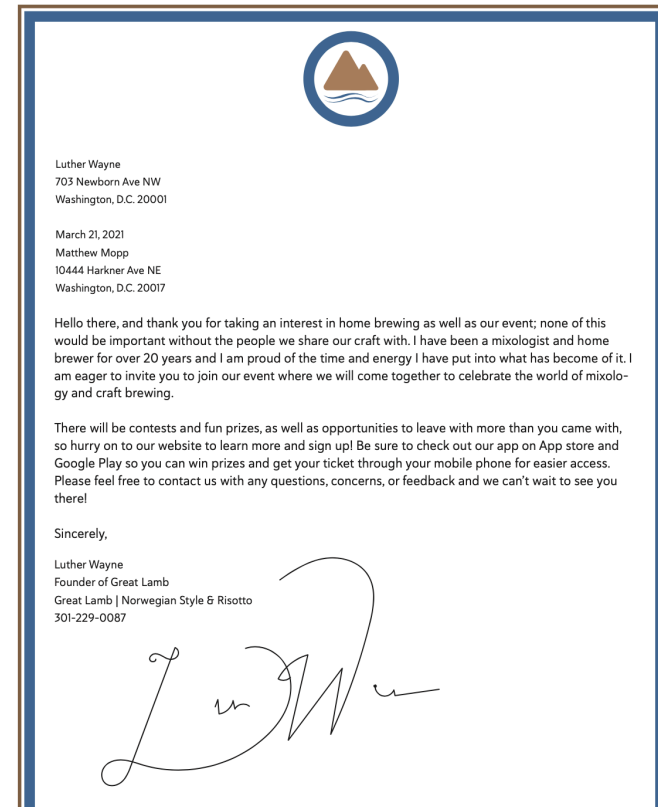 Luther Wayne
703 Newborn Ave NW
Washington, D.C. 20001
March 21, 2021
Matthew Mopp
10444 Harkner Ave NE
Washington, D.C. 20017
Hello there, and thank you for taking an interest in home brewing as well as our event; none of this
would be important without the people we share our craft with. I have been a mixologist and home
brewer for over 20 years and I am proud of the time and energy I have put into what has become of it. I
am eager to invite you to join our event where we will come together to celebrate the world of mixolo-
gy and craft brewing.
There will be contests and fun prizes, as well as opportunities to leave with more than you came with,
so hurry on to our website to learn more and sign up! Be sure to check out our app on App store and
Google Play so you can win prizes and get your ticket through your mobile phone for easier access.
Please feel free to contact us with any questions, concerns, or feedback and we can't wait to see you
there!
Sincerely,
Luther Wayne
Founder of Great Lamb
Great Lamb | Norwegian Style & Risotto
301-229-0087